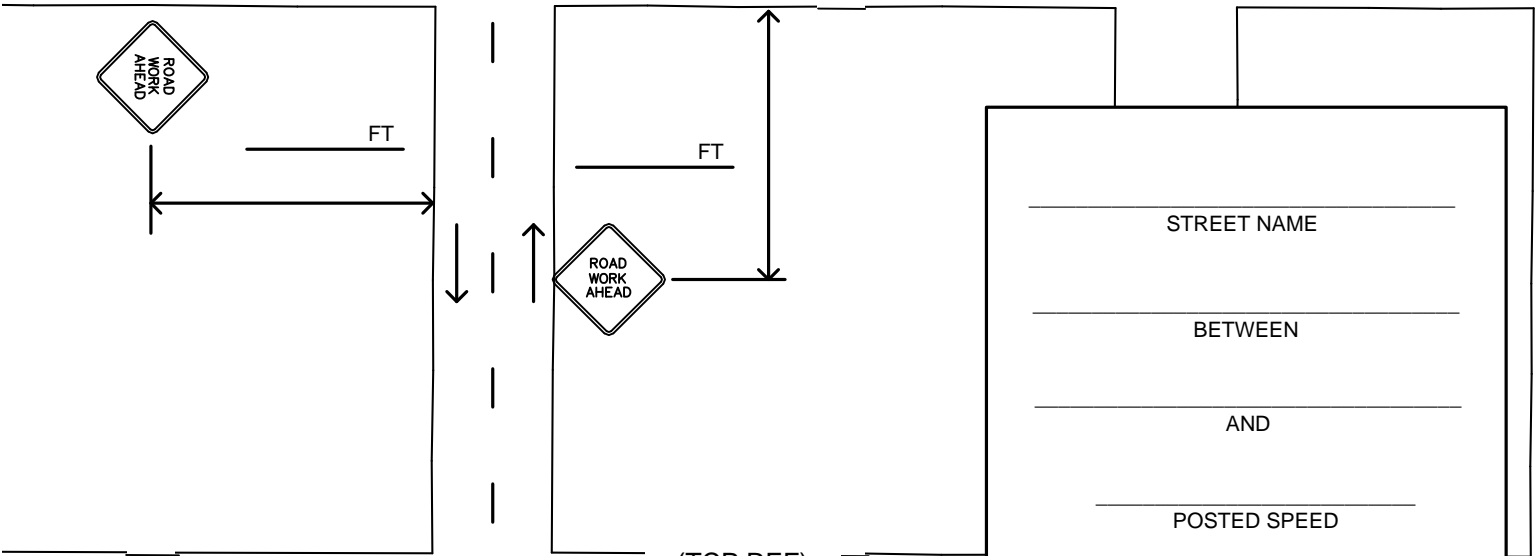 ROAD
WORK
AHEAD
FT
FT
ROAD
WORK
AHEAD
STREET NAME
BETWEEN
AND
POSTED SPEED